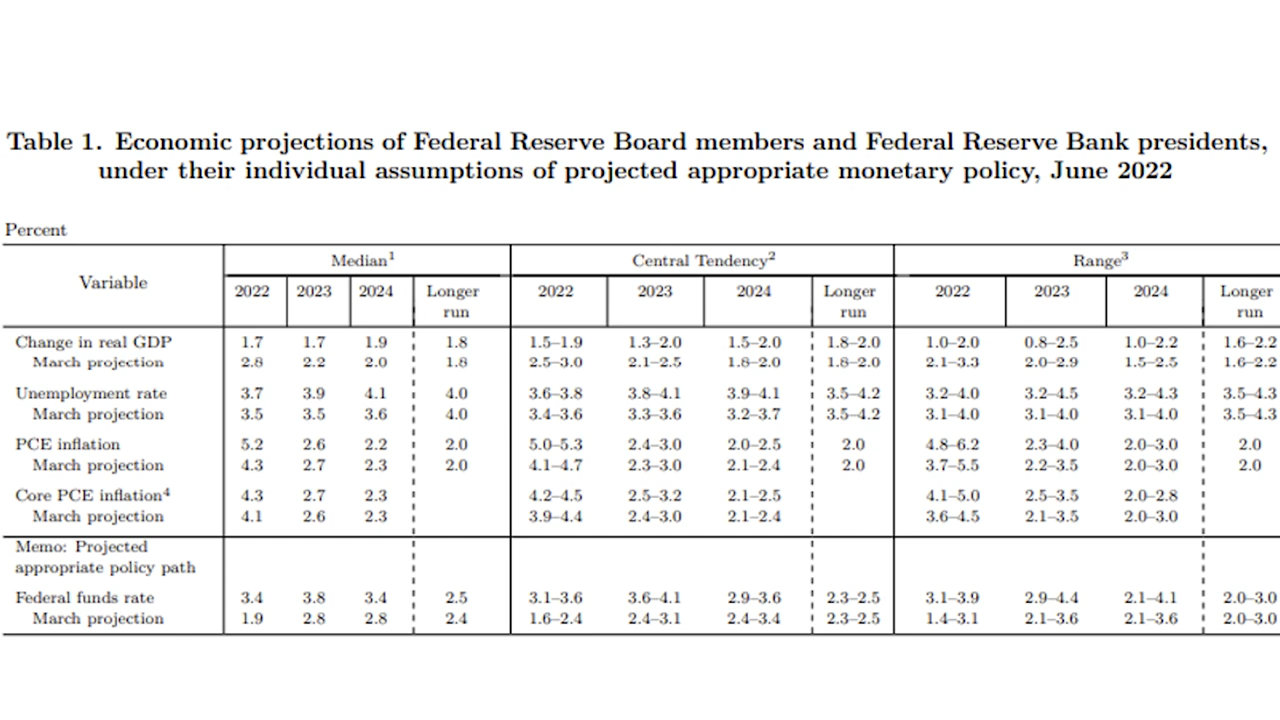 Table 1. Economic projections of Federal Reserve Board members and Federal Reserve Bank presidents,
under their individual assumptions of projected appropriate monetary policy, June 2022
Percent
Variable Median1 Central Tendency2 Range3
2022 2023 2024 Longer run 2022 2023 2024 Longer run 2022 2023 2024 Longer run
Change in real GDP 1.7 1.7 1.9 1.8 1.5–1.9 1.3–2.0 1.5–2.0 1.8–2.0 1.0–2.0 0.8–2.5 1.0–2.2 1.6–2.2
March projection 2.8 2.2 2.0 1.8 2.5–3.0 2.1–2.5 1.8–2.0 1.8–2.0 2.1–3.3 2.0–2.9 1.5–2.5 1.6–2.2
Unemployment rate 3.7 3.9 4.1 4.0 3.6–3.8 3.8–4.1 3.9–4.1 3.5–4.2 3.2–4.0 3.2–4.5 3.2–4.3 3.5–4.3
March projection 3.5 3.5 3.6 4.0 3.4–3.6 3.3–3.6 3.2–3.7 3.5–4.2 3.1–4.0 3.1–4.0 3.1–4.0 3.5–4.3
PCE inflation 5.2 2.6 2.2 2.0 5.0–5.3 2.4–3.0 2.0–2.5 2.0 4.8–6.2 2.3–4.0 2.0–3.0 2.0
March projection 4.3 2.7 2.3 2.0 4.1–4.7 2.3–3.0 2.1–2.4 2.0 3.7–5.5 2.2–3.5 2.0–3.0 2.0
Core PCE inflation4 4.3 2.7 2.3 4.2–4.5 2.5–3.2 2.1–2.5 4.1–5.0 2.5–3.5 2.0–2.8
March projection 4.1 2.6 2.3 3.9–4.4 2.4–3.0 2.1–2.4 3.6–4.5 2.1–3.5 2.0–3.0
Memo: Projected
appropriate policy path
Federal funds rate 3.4 3.8 3.4 2.5 3.1–3.6 3.6–4.1 2.9–3.6 2.3–2.5 3.1–3.9 2.9–4.4 2.1–4.1 2.0–3.0
March projection 1.9 2.8 2.8 2.4 1.6–2.4 2.4–3.1 2.4–3.4 2.3–2.5 1.4–3.1 2.1–3.6 2.1–3.6 2.0–3.0